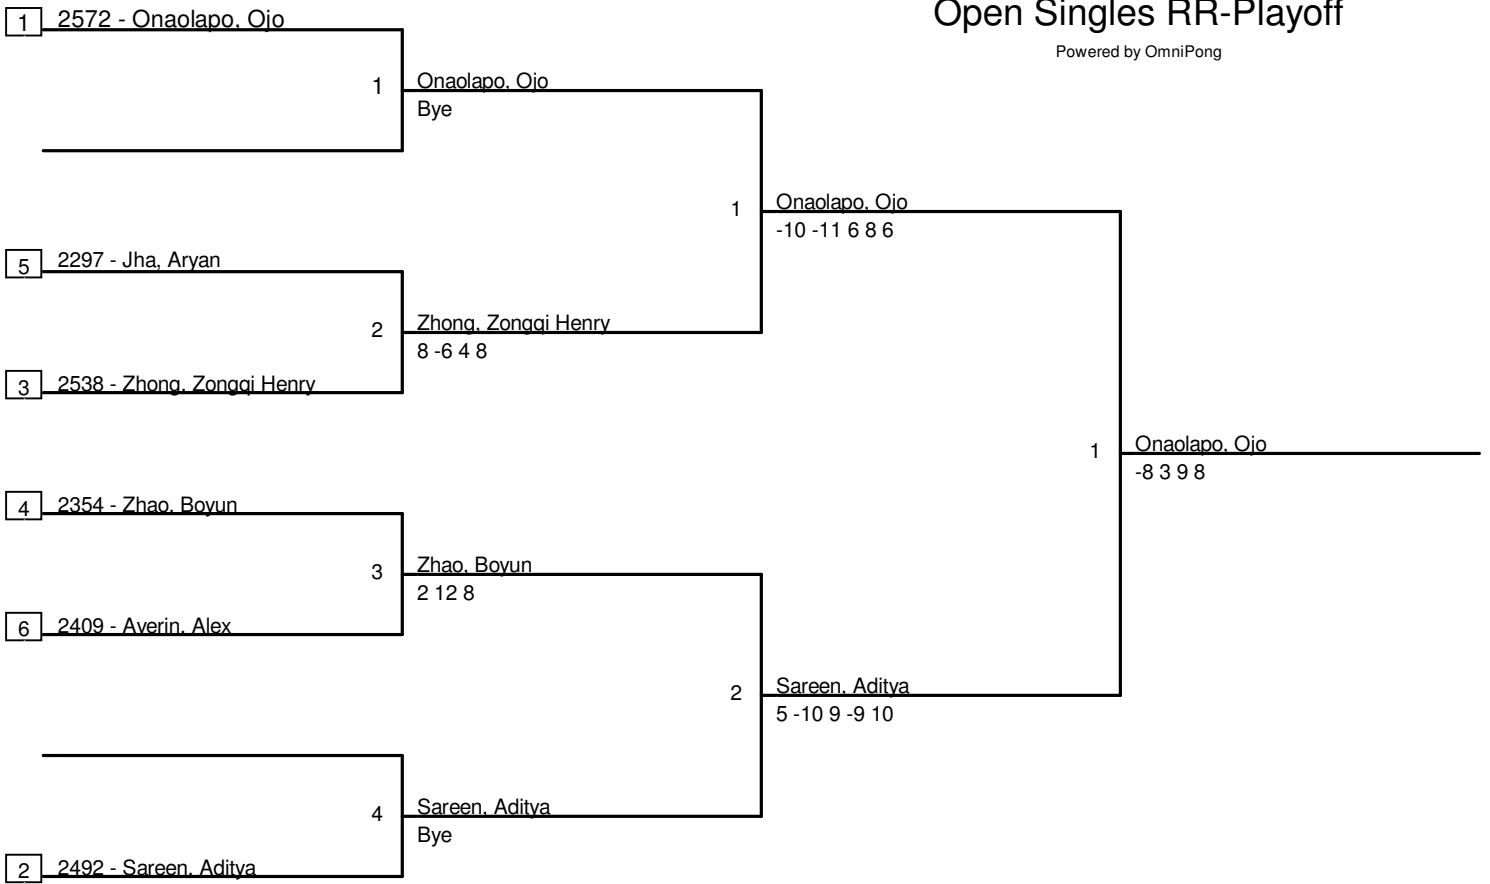 Open Singles RR-Playoff
Powered by OmniPong
1 2572 - Onaolapo, Ojo
1 Onaolapo, Ojo
Bye
1 Onaolapo, Ojo
-10 -11 6 8 6
5 2297 - Jha, Aryan
2 Zhong, Zongqi Henry
8 -6 4 8
3 2538 - Zhong, Zongqi Henry
1 Onaolapo, Ojo
-8 3 9 8
4 2354 - Zhao, Boyun
3 Zhao, Boyun
2 12 8
6 2409 - Averin, Alex
2 Sareen, Aditya
5 -10 9 -9 10
4 Sareen, Aditya
Bye
2 2492 - Sareen, Aditya